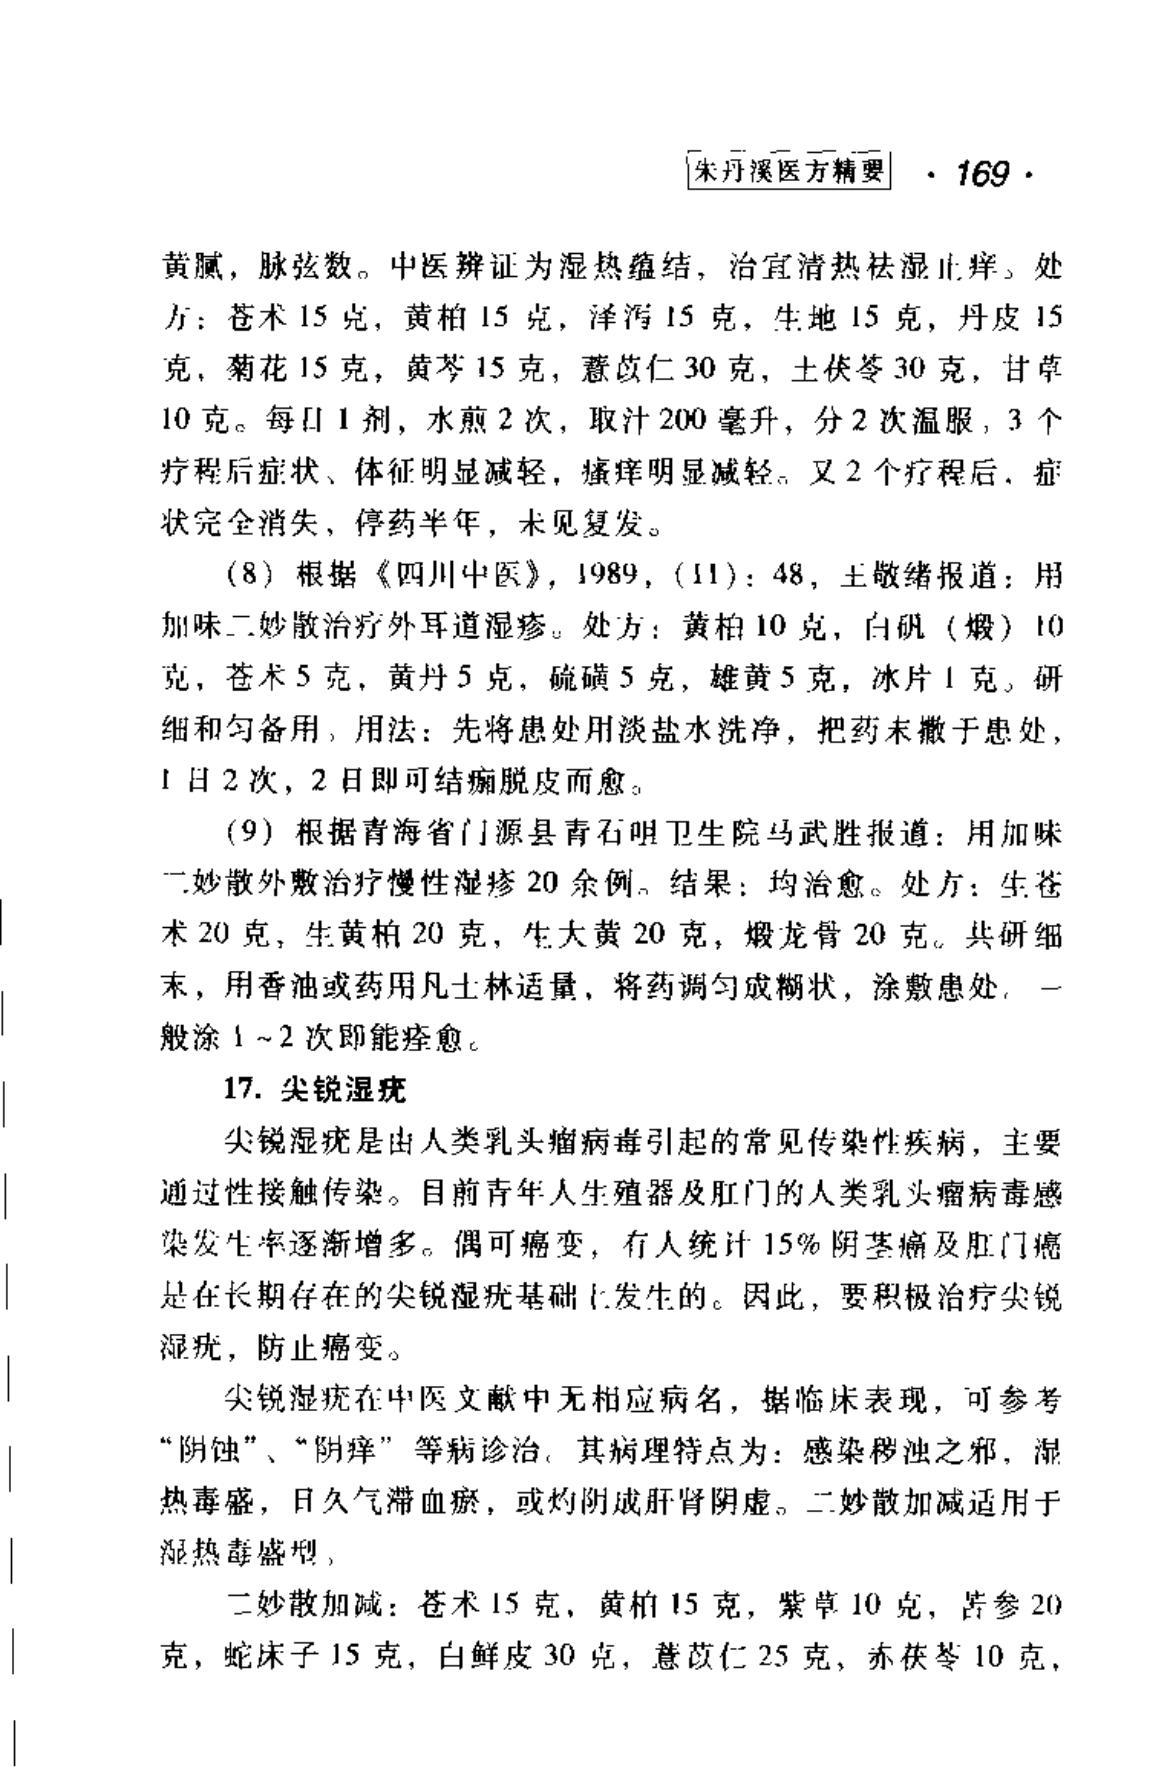 朱丹溪医方精要 · 169 ·
黄腻，脉弦数。中医辨证为湿热蕴结，治宜清热祛湿止痒。处
方：苍术 15 克，黄柏 15 克，泽泻 15 克，生地 15 克，丹皮 15
克，菊花 15 克，黄芩 15 克，薏苡仁 30 克，土茯苓 30 克，甘草
10 克。每日 1 剂，水煎 2 次，取汁 200 毫升，分 2 次温服，3 个
疗程后症状、体征明显减轻，瘙痒明显减轻。又 2 个疗程后，症
状完全消失，停药半年，未见复发。
（8）根据《四川中医》，1989，（11）：48，王敬绪报道：用
加味二妙散治疗外耳道湿疹。处方：黄柏 10 克，白矾（煅）10
克，苍术 5 克，黄丹 5 克，硫磺 5 克，雄黄 5 克，冰片 1 克。研
细和匀备用。用法：先将患处用淡盐水洗净，把药末撒于患处，
1 日 2 次，2 日即可结痂脱皮而愈。
（9）根据青海省门源县青石咀卫生院马武胜报道：用加味
二妙散外敷治疗慢性湿疹 20 余例。结果：均治愈。处方：生苍
术 20 克，生黄柏 20 克，生大黄 20 克，煅龙骨 20 克。共研细
末，用香油或药用凡士林适量，将药调匀成糊状，涂敷患处。一
般涂 1～2 次即能痊愈。
17. 尖锐湿疣
尖锐湿疣是由人类乳头瘤病毒引起的常见传染性疾病，主要
通过性接触传染。目前青年人生殖器及肛门的人类乳头瘤病毒感
染发生率逐渐增多。偶可癌变，有人统计 15% 阴茎癌及肛门癌
是在长期存在的尖锐湿疣基础上发生的。因此，要积极治疗尖锐
湿疣，防止癌变。
尖锐湿疣在中医文献中无相应病名，据临床表现，可参考
“阴蚀”、“阴痒”等病诊治。其病理特点为：感染秽浊之邪，湿
热毒盛，日久气滞血瘀，或灼阴成肝肾阴虚。二妙散加减适用于
湿热毒盛型。
二妙散加减：苍术 15 克，黄柏 15 克，紫草 10 克，苦参 20
克，蛇床子 15 克，白鲜皮 30 克，薏苡仁 25 克，赤茯苓 10 克，